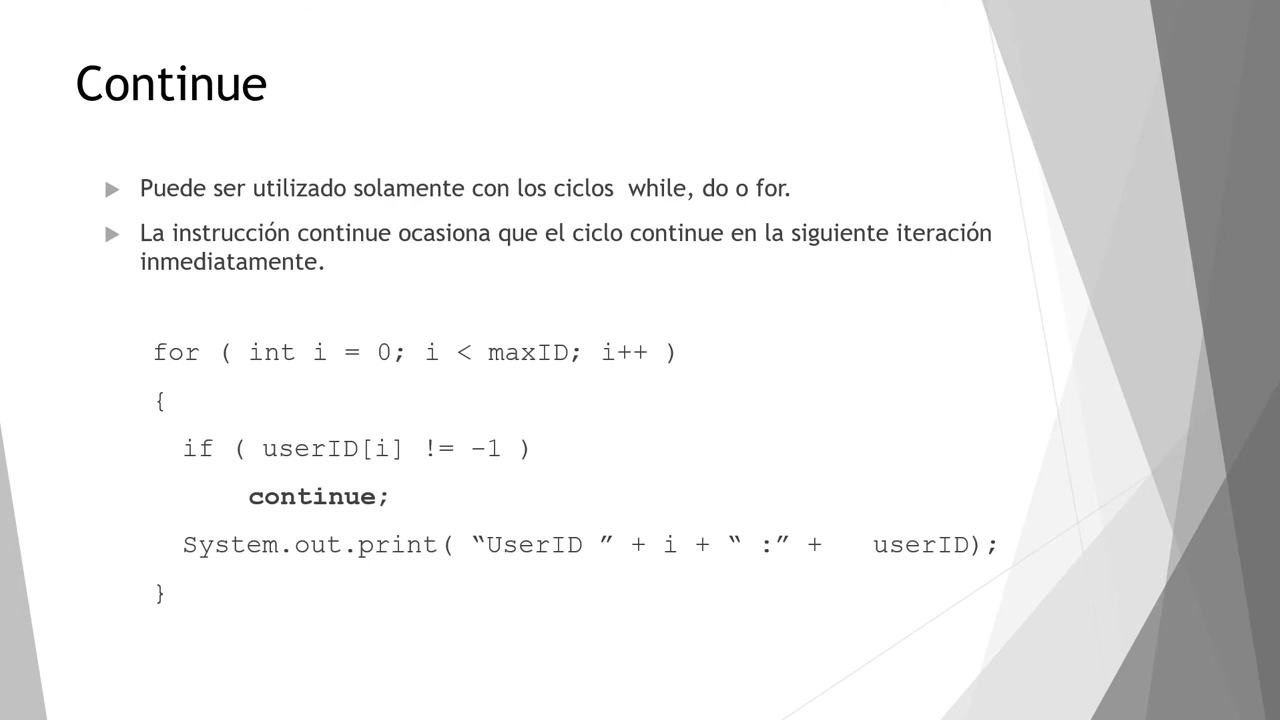 Continue
Puede ser utilizado solamente con los ciclos  while, do o for.
La instrucción continue ocasiona que el ciclo continue en la siguiente iteración
inmediatamente.
for ( int i = 0; i < maxID; i++ )
{
if ( userID[i] != –1 )
continue;
System.out.print( “UserID ” + i + “ :” +   userID);
}